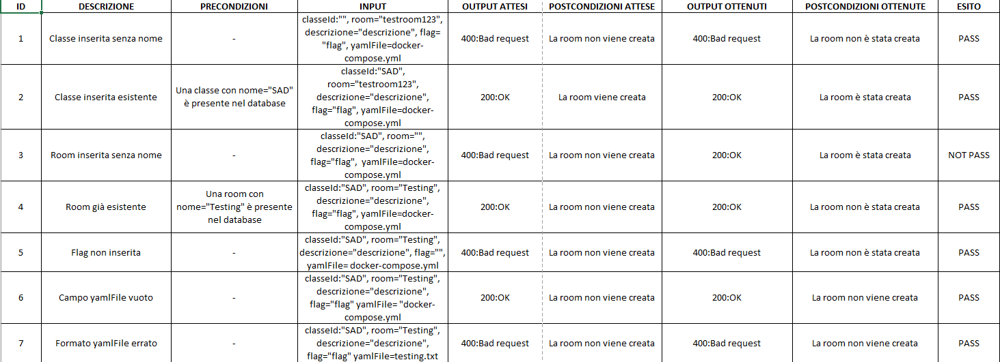 ID DESCRIZIONE PRECONDIZIONI INPUT OUTPUT ATTESI POSTCONDIZIONI ATTESE OUTPUT OTTENUTI POSTCONDIZIONI OTTENUTE ESITO
1
Classe inserita senza nome
-
classeId:"", room="testroom123",
descrizione="descrizione", flag=
"flag", yamlFile=docker-
compose.yml
400:Bad request
La room non viene creata
400:Bad request
La room non è stata creata
PASS
2
Classe inserita esistente
Una classe con nome="SAD"
è presente nel database
classeId:"SAD",
room="testroom123",
descrizione="descrizione",
flag="flag", yamlFile=docker-
compose.yml
200:OK
La room viene creata
200:OK
La room è stata creata
PASS
3
Room inserita senza nome
-
classeId:"SAD", room="",
descrizione="descrizione",
flag="flag", yamlFile=docker-
compose.yml
400:Bad request
La room non viene creata
200:OK
La room è stata creata
NOT PASS
4
Room già esistente
Una room con
nome="Testing" è presente
nel database
classeId:"SAD", room="Testing",
descrizione="descrizione",
flag="flag", yamlFile=docker-
compose.yml
200:OK
La room non viene creata
200:OK
La room non è stata creata
PASS
5
Flag non inserita
-
classeId:"SAD", room="Testing",
descrizione="descrizione", flag="",
yamlFile= docker-compose.yml
400:Bad request
La room non viene creata
400:Bad request
La room non è stata creata
PASS
6
Campo yamlFile vuoto
-
classeId:"SAD", room="Testing",
descrizione="descrizione",
flag="flag" yamlFile= "docker-
compose.yml
200:OK
La room non viene creata
200:OK
La room non viene creata
PASS
7
Formato yamlFile errato
-
classeId:"SAD", room="Testing",
descrizione="descrizione",
flag="flag" yamlFile=testing.txt
400:Bad request
La room non viene creata
400:Bad request
La room non viene creata
PASS